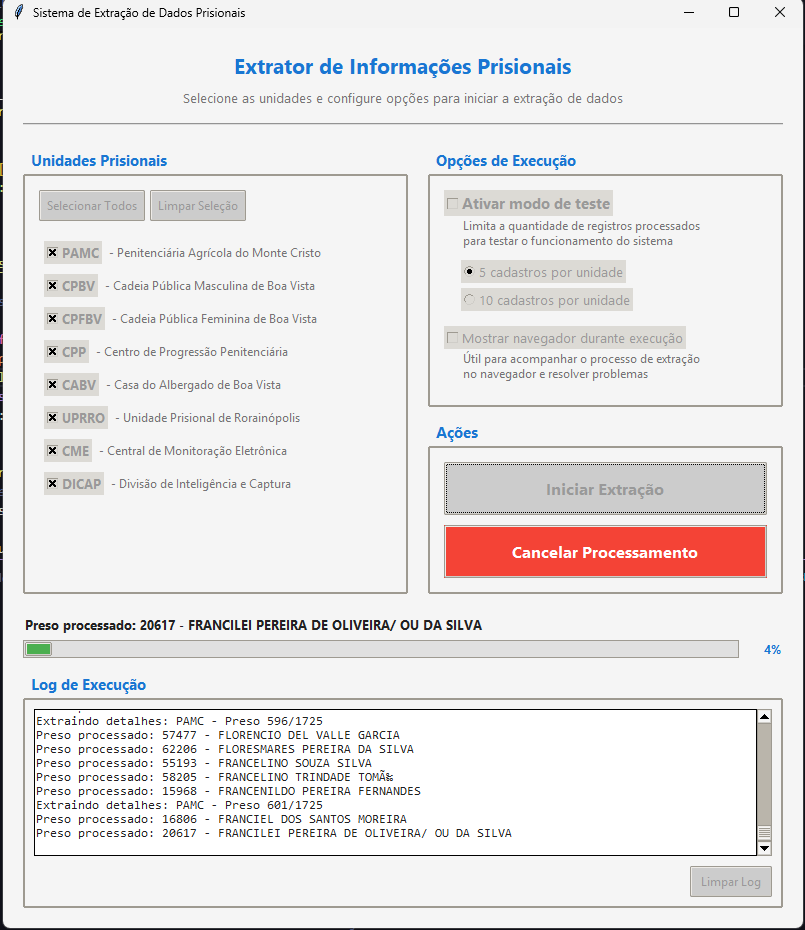 Sistema de Extração de Dados Prisionais
Extrator de Informações Prisionais
Selecione as unidades e configure opções para iniciar a extração de dados
Unidades Prisionais
Selecionar Todos Limpar Seleção
PAMC - Penitenciária Agrícola do Monte Cristo
CPBV - Cadeia Pública Masculina de Boa Vista
CPFBV - Cadeia Pública Feminina de Boa Vista
CPP - Centro de Progressão Penitenciária
CABV - Casa do Albergado de Boa Vista
UPRRO - Unidade Prisional de Rorainópolis
CME - Central de Monitoração Eletrônica
DICAP - Divisão de Inteligência e Captura
Opções de Execução
Ativar modo de teste
Limita a quantidade de registros processados
para testar o funcionamento do sistema
5 cadastros por unidade
10 cadastros por unidade
Mostrar navegador durante execução
Útil para acompanhar o processo de extração
no navegador e resolver problemas
Ações
Iniciar Extração
Cancelar Processamento
Preso processado: 20617 - FRANCILEI PEREIRA DE OLIVEIRA/ OU DA SILVA
4%
Log de Execução
Extraindo detalhes: PAMC - Preso 596/1725
Preso processado: 57477 - FLORENCIO DEL VALLE GARCIA
Preso processado: 62206 - FLORESMARES PEREIRA DA SILVA
Preso processado: 55193 - FRANCELINO SOUZA SILVA
Preso processado: 58205 - FRANCELINO TRINDADE TOMÃ‰
Preso processado: 15968 - FRANCENILDO PEREIRA FERNANDES
Extraindo detalhes: PAMC - Preso 601/1725
Preso processado: 16806 - FRANCIEL DOS SANTOS MOREIRA
Preso processado: 20617 - FRANCILEI PEREIRA DE OLIVEIRA/ OU DA SILVA
Limpar Log